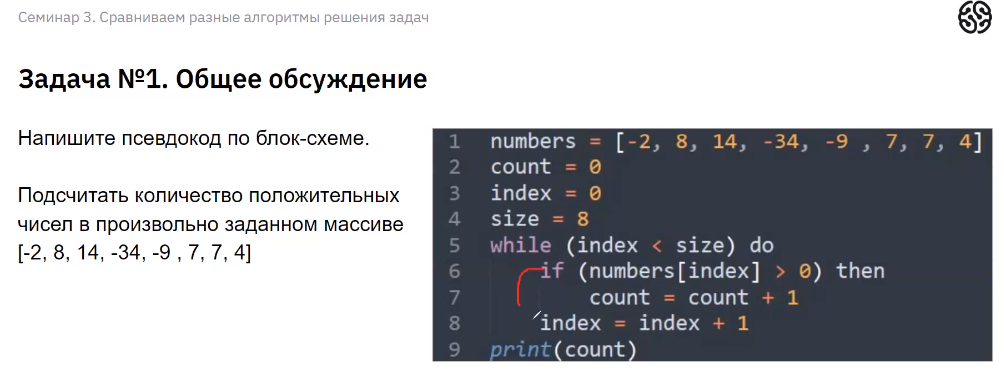 Семинар 3. Сравниваем разные алгоритмы решения задач
Задача №1. Общее обсуждение
Напишите псевдокод по блок-схеме.
Подсчитать количество положительных
чисел в произвольно заданном массиве
[-2, 8, 14, -34, -9 , 7, 7, 4]
1 numbers = [-2, 8, 14, -34, -9 , 7, 7, 4]
2 count = 0
3 index = 0
4 size = 8
5 while (index < size) do
6 if (numbers[index] > 0) then
7 count = count + 1
8 index = index + 1
9 print(count)